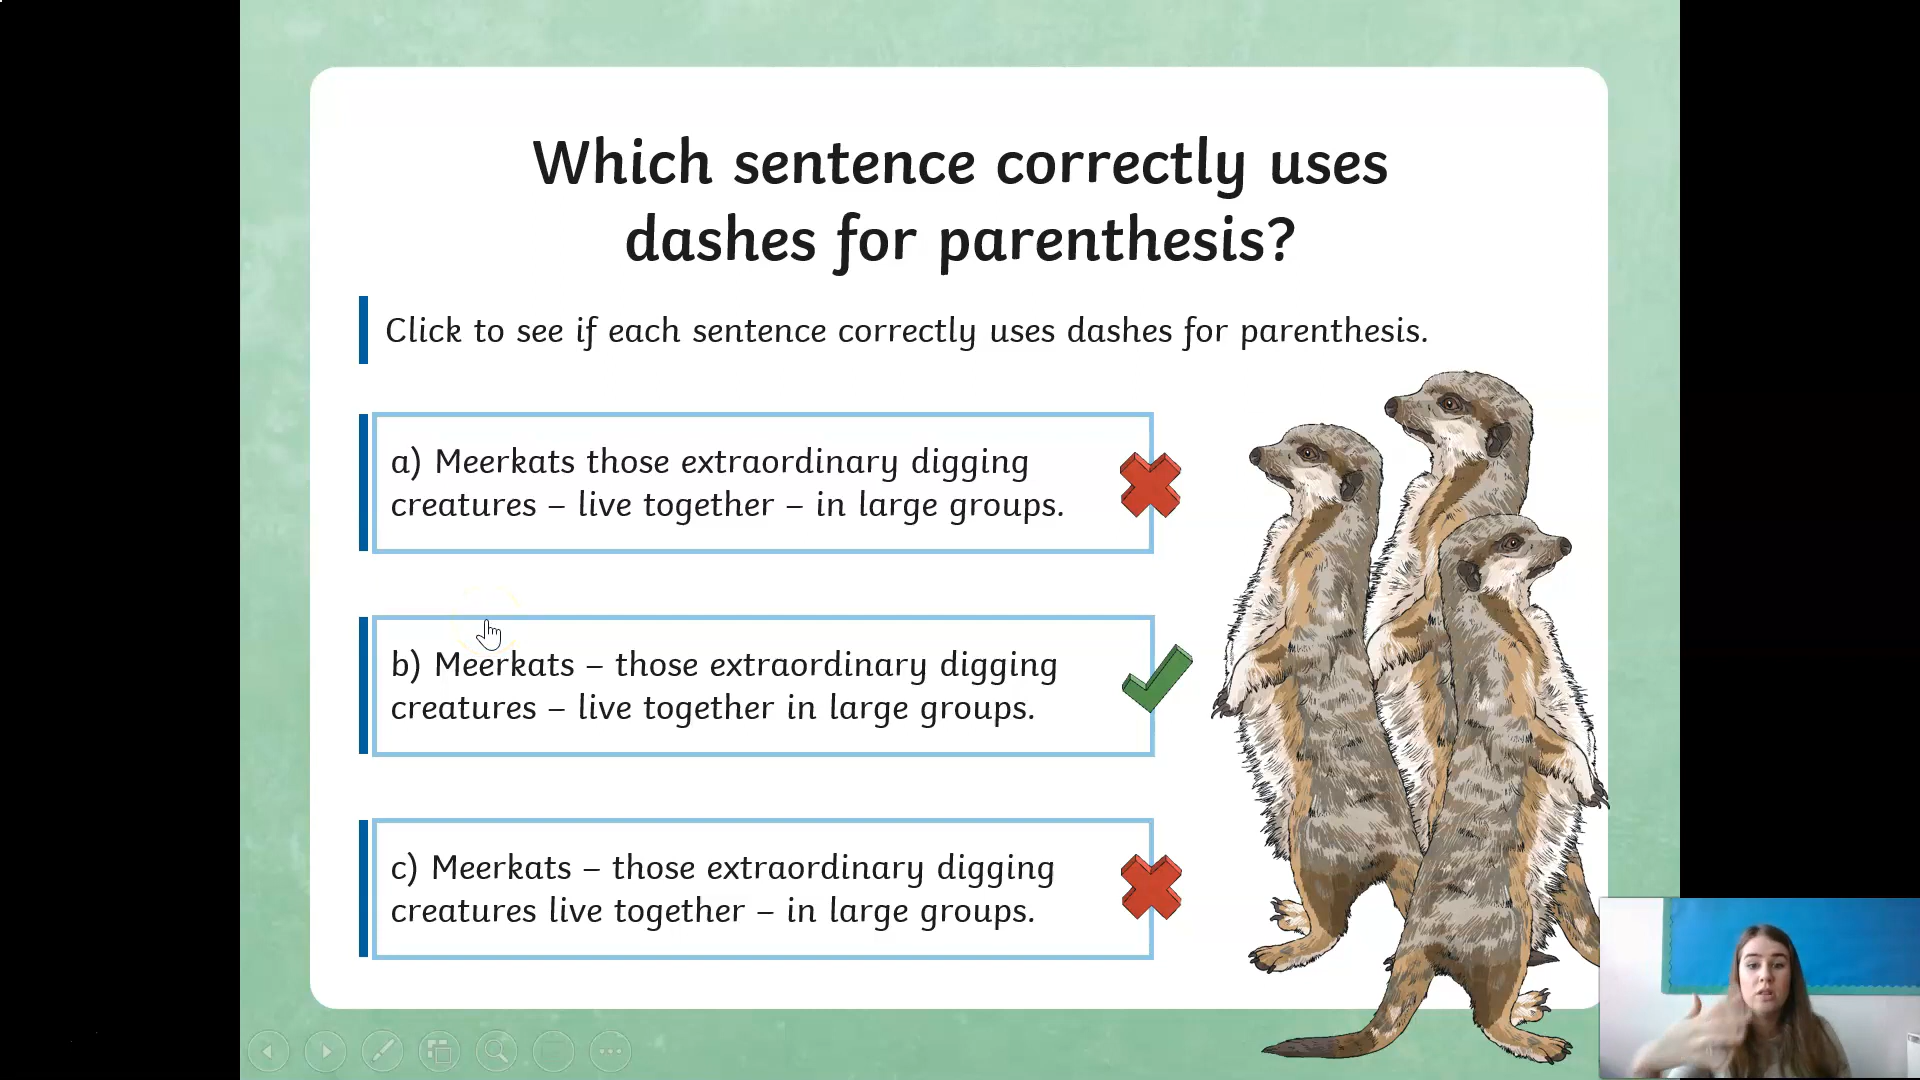 Which sentence correctly uses
dashes for parenthesis?
Click to see if each sentence correctly uses dashes for parenthesis.
a) Meerkats those extraordinary digging
creatures – live together – in large groups.
b) Meerkats – those extraordinary digging
creatures – live together in large groups.
c) Meerkats – those extraordinary digging
creatures live together – in large groups.